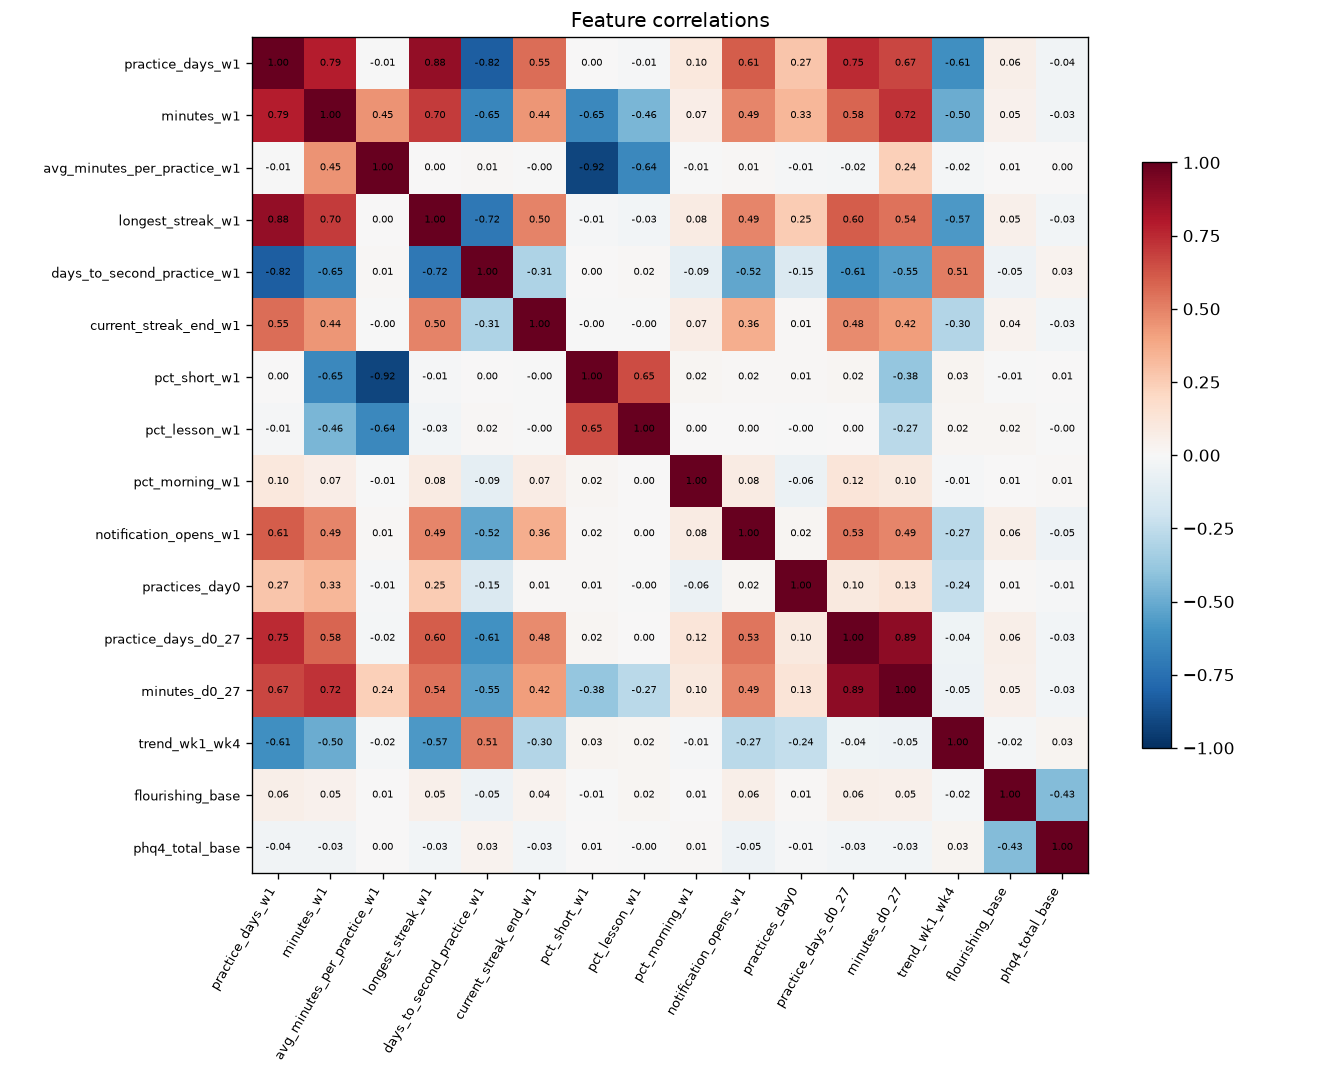 Feature correlations
practice_days_w1 1.00 0.79 -0.01 0.88 -0.82 0.55 0.00 -0.01 0.10 0.61 0.27 0.75 0.67 -0.61 0.06 -0.04
minutes_w1 0.79 1.00 0.45 0.70 -0.65 0.44 -0.65 -0.46 0.07 0.49 0.33 0.58 0.72 -0.50 0.05 -0.03
avg_minutes_per_practice_w1 -0.01 0.45 1.00 0.00 0.01 -0.00 -0.92 -0.64 -0.01 0.01 -0.01 -0.02 0.24 -0.02 0.01 0.00
longest_streak_w1 0.88 0.70 0.00 1.00 -0.72 0.50 -0.01 -0.03 0.08 0.49 0.25 0.60 0.54 -0.57 0.05 -0.03
days_to_second_practice_w1 -0.82 -0.65 0.01 -0.72 1.00 -0.31 0.00 0.02 -0.09 -0.52 -0.15 -0.61 -0.55 0.51 -0.05 0.03
current_streak_end_w1 0.55 0.44 -0.00 0.50 -0.31 1.00 -0.00 -0.00 0.07 0.36 0.01 0.48 0.42 -0.30 0.04 -0.03
pct_short_w1 0.00 -0.65 -0.92 -0.01 0.00 -0.00 1.00 0.65 0.02 0.02 0.01 0.02 -0.38 0.03 -0.01 0.01
pct_lesson_w1 -0.01 -0.46 -0.64 -0.03 0.02 -0.00 0.65 1.00 0.00 0.00 -0.00 0.00 -0.27 0.02 0.02 -0.00
pct_morning_w1 0.10 0.07 -0.01 0.08 -0.09 0.07 0.02 0.00 1.00 0.08 -0.06 0.12 0.10 -0.01 0.01 0.01
notification_opens_w1 0.61 0.49 0.01 0.49 -0.52 0.36 0.02 0.00 0.08 1.00 0.02 0.53 0.49 -0.27 0.06 -0.05
practices_day0 0.27 0.33 -0.01 0.25 -0.15 0.01 0.01 -0.00 -0.06 0.02 1.00 0.10 0.13 -0.24 0.01 -0.01
practice_days_d0_27 0.75 0.58 -0.02 0.60 -0.61 0.48 0.02 0.00 0.12 0.53 0.10 1.00 0.89 -0.04 0.06 -0.03
minutes_d0_27 0.67 0.72 0.24 0.54 -0.55 0.42 -0.38 -0.27 0.10 0.49 0.13 0.89 1.00 -0.05 0.05 -0.03
trend_wk1_wk4 -0.61 -0.50 -0.02 -0.57 0.51 -0.30 0.03 0.02 -0.01 -0.27 -0.24 -0.04 -0.05 1.00 -0.02 0.03
flourishing_base 0.06 0.05 0.01 0.05 -0.05 0.04 -0.01 0.02 0.01 0.06 0.01 0.06 0.05 -0.02 1.00 -0.43
phq4_total_base -0.04 -0.03 0.00 -0.03 0.03 -0.03 0.01 -0.00 0.01 -0.05 -0.01 -0.03 -0.03 0.03 -0.43 1.00
practice_days_w1
minutes_w1
avg_minutes_per_practice_w1
longest_streak_w1
days_to_second_practice_w1
current_streak_end_w1
pct_short_w1
pct_lesson_w1
pct_morning_w1
notification_opens_w1
practices_day0
practice_days_d0_27
minutes_d0_27
trend_wk1_wk4
flourishing_base
phq4_total_base
1.00
0.75
0.50
0.25
0.00
−0.25
−0.50
−0.75
−1.00